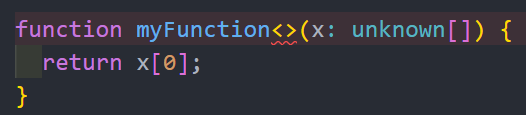 function myFunction<>(x: unknown[]) {
  return x[0];
}